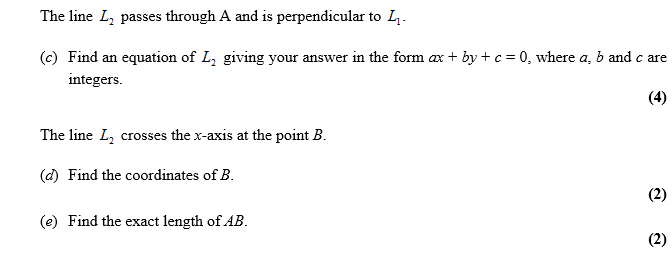 The line L₂ passes through A and is perpendicular to L₁.
(c) Find an equation of L₂ giving your answer in the form ax + by + c = 0, where a, b and c are
integers.
(4)
The line L₂ crosses the x-axis at the point B.
(d) Find the coordinates of B.
(2)
(e) Find the exact length of AB.
(2)